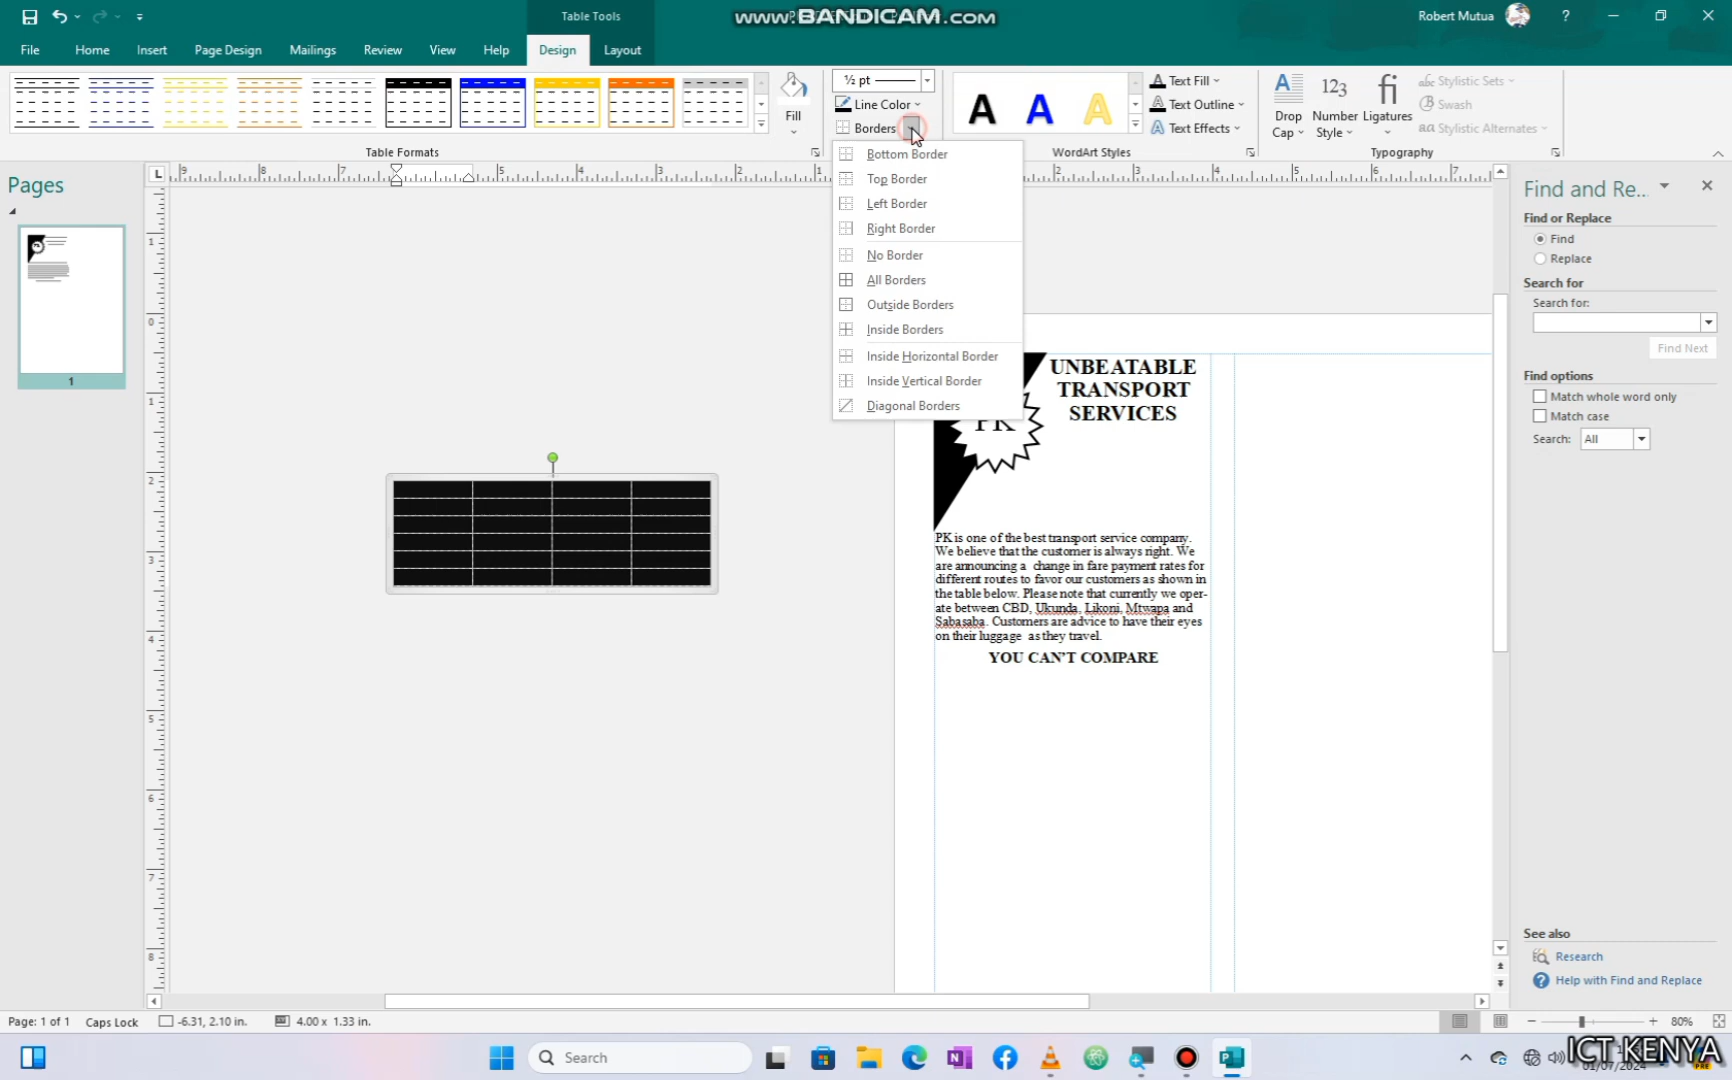 Table Tools
www.BANDICAM.com
Robert Mutua
?
File
Home
Insert
Page Design
Mailings
Review
View
Help
Design
Layout
½ pt
Line Color
Borders
Fill
Table Formats
A A A
Text Fill
Text Outline
Text Effects
WordArt Styles
Drop Cap
123
Number Style
fi
Ligatures
Stylistic Sets
Swash
Stylistic Alternates
Typography
Bottom Border
Top Border
Left Border
Right Border
No Border
All Borders
Outside Borders
Inside Borders
Inside Horizontal Border
Inside Vertical Border
Diagonal Borders
Pages
1
UNBEATABLE
TRANSPORT
SERVICES
PK
PK is one of the best transport service company.
We believe that the customer is always right. We
are announcing a change in fare payment rates for
different routes to favor our customers as shown in
the table below. Please note that currently we oper-
ate between CBD, Ukunda, Likoni, Mtwapa and
Sabasaba. Customers are advice to have their eyes
on their luggage as they travel.
YOU CAN'T COMPARE
Find and Re...
Find or Replace
Find
Replace
Search for
Search for:
Find Next
Find options
Match whole word only
Match case
Search: All
See also
Research
Help with Find and Replace
Page: 1 of 1
Caps Lock
-6.31, 2.10 in.
4.00 x 1.33 in.
80%
Search
ICT KENYA
01/07/2024